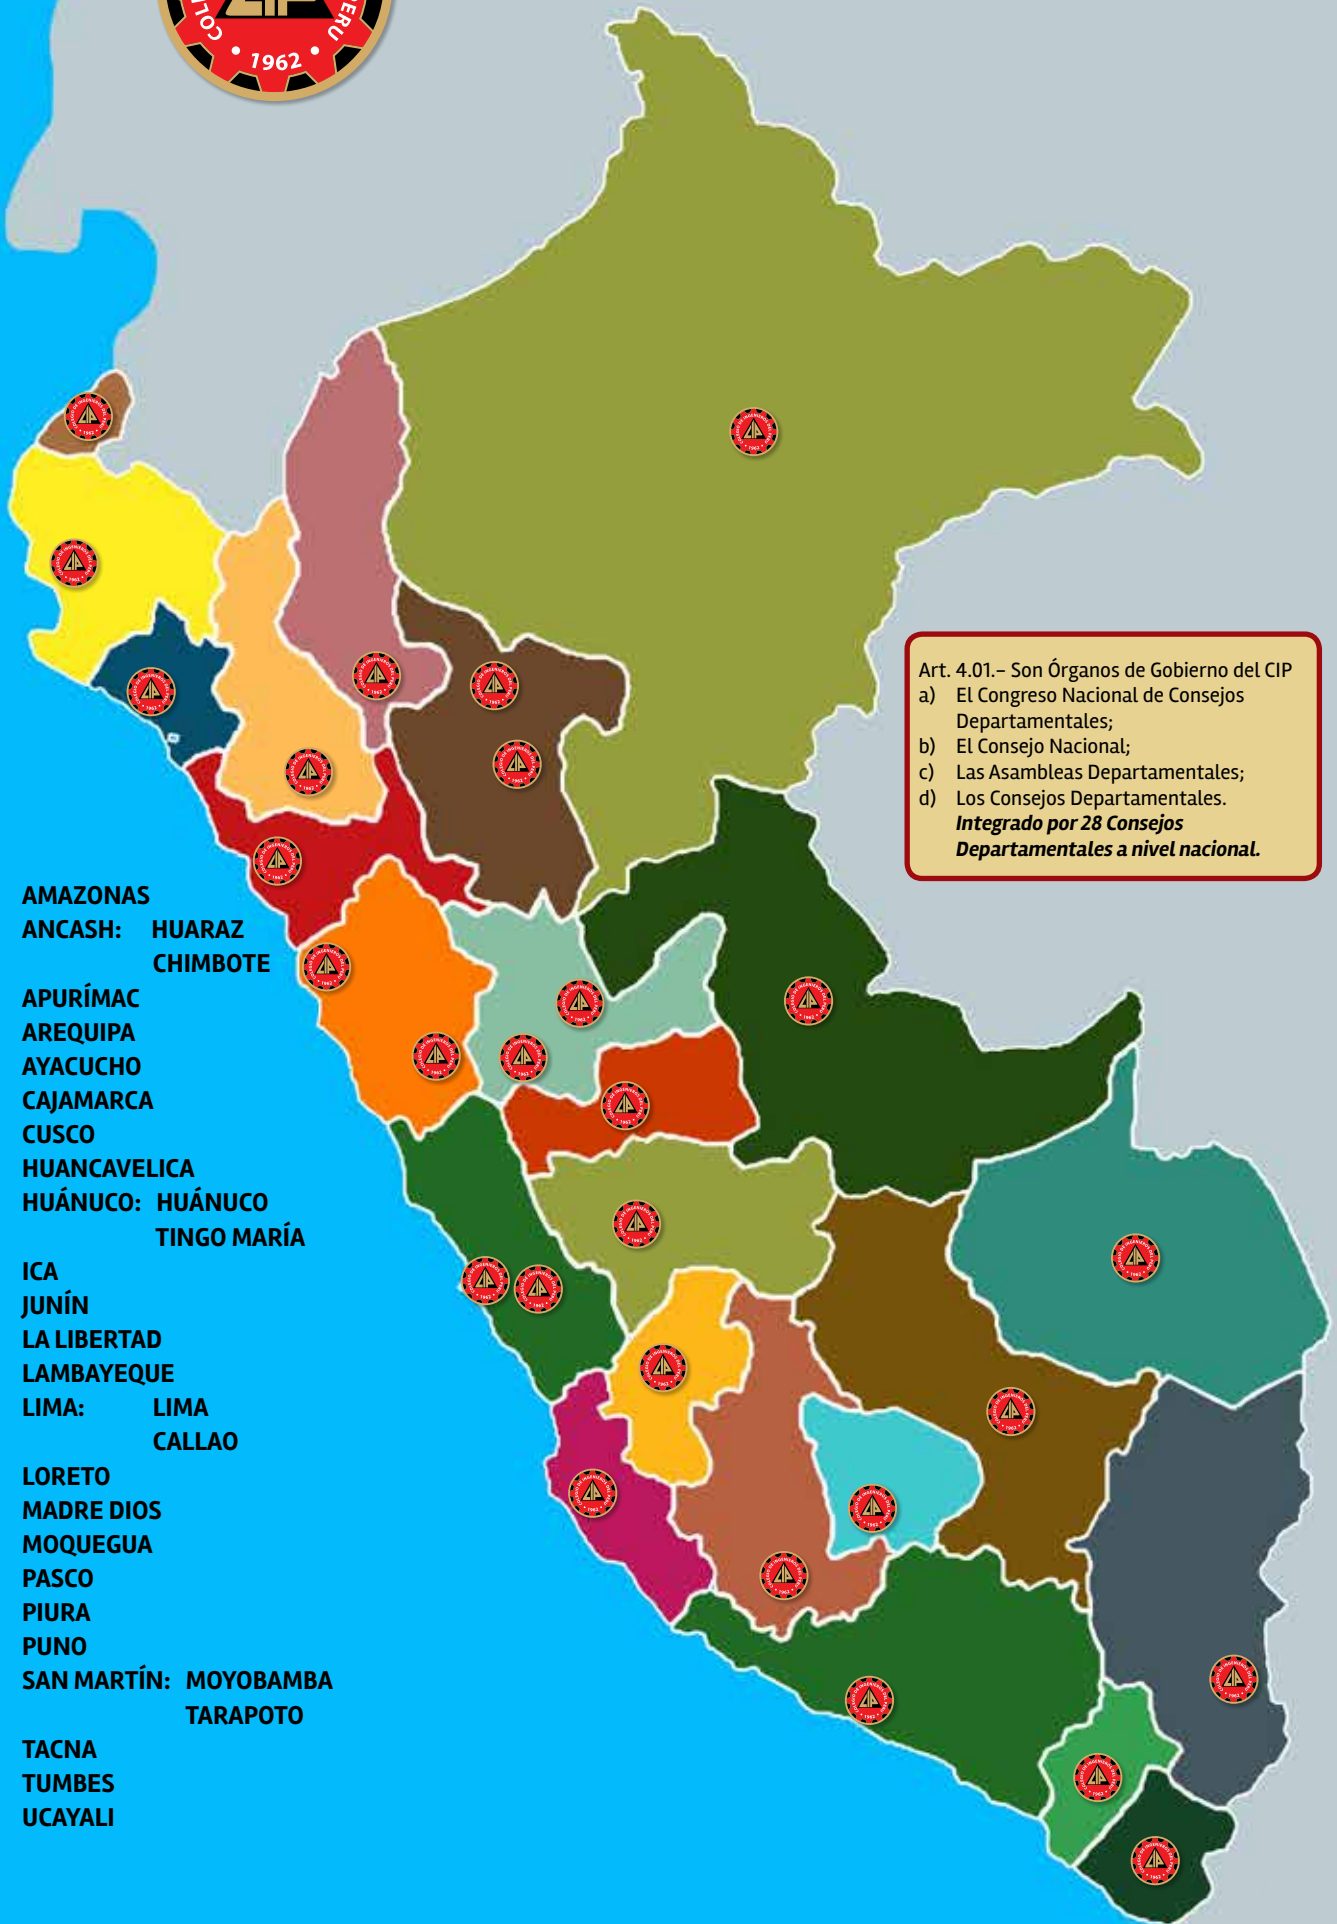 COL
PERU
• 1962 •
Art. 4.01.- Son Órganos de Gobierno del CIP
a) El Congreso Nacional de Consejos
Departamentales;
b) El Consejo Nacional;
c) Las Asambleas Departamentales;
d) Los Consejos Departamentales.
Integrado por 28 Consejos
Departamentales a nivel nacional.
AMAZONAS
ANCASH: HUARAZ
CHIMBOTE
APURÍMAC
AREQUIPA
AYACUCHO
CAJAMARCA
CUSCO
HUANCAVELICA
HUÁNUCO: HUÁNUCO
TINGO MARÍA
ICA
JUNÍN
LA LIBERTAD
LAMBAYEQUE
LIMA: LIMA
CALLAO
LORETO
MADRE DIOS
MOQUEGUA
PASCO
PIURA
PUNO
SAN MARTÍN: MOYOBAMBA
TARAPOTO
TACNA
TUMBES
UCAYALI